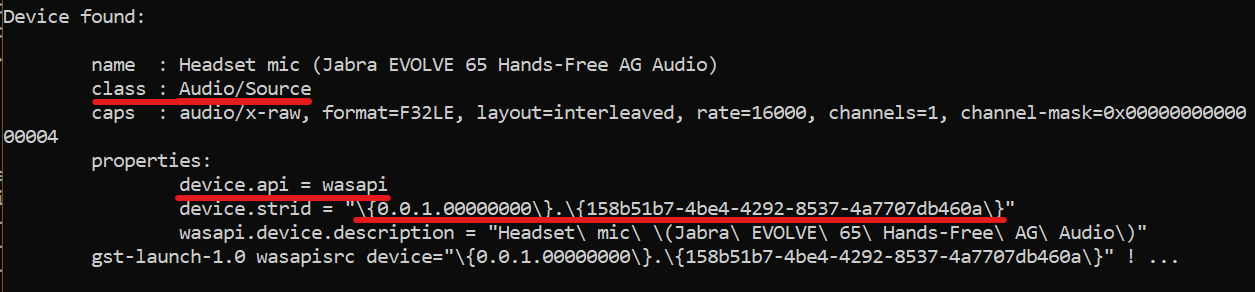 Device found:
name : Headset mic (Jabra EVOLVE 65 Hands-Free AG Audio)
class : Audio/Source
caps : audio/x-raw, format=F32LE, layout=interleaved, rate=16000, channels=1, channel-mask=0x00000000000
00004
properties:
device.api = wasapi
device.strid = "\{0.0.1.00000000\}.\{158b51b7-4be4-4292-8537-4a7707db460a\}"
wasapi.device.description = "Headset\ mic\ \(Jabra\ EVOLVE\ 65\ Hands-Free\ AG\ Audio\)"
gst-launch-1.0 wasapisrc device="\{0.0.1.00000000\}.\{158b51b7-4be4-4292-8537-4a7707db460a\}" ! ...